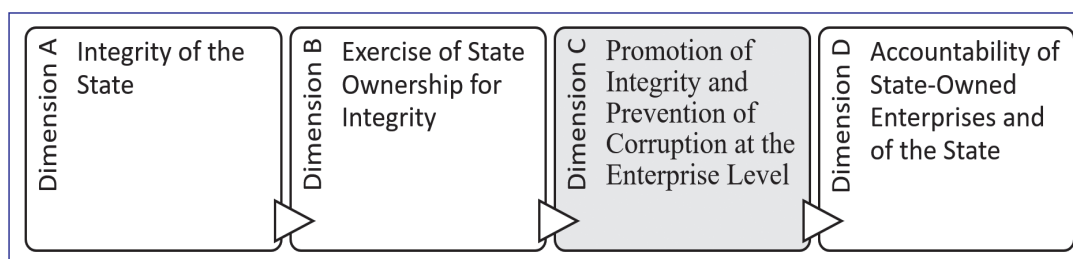 Dimension A
Integrity of the
State
Dimension B
Exercise of State
Ownership for
Integrity
Dimension C
Promotion of
Integrity and
Prevention of
Corruption at the
Enterprise Level
Dimension D
Accountability of
State-Owned
Enterprises and
of the State